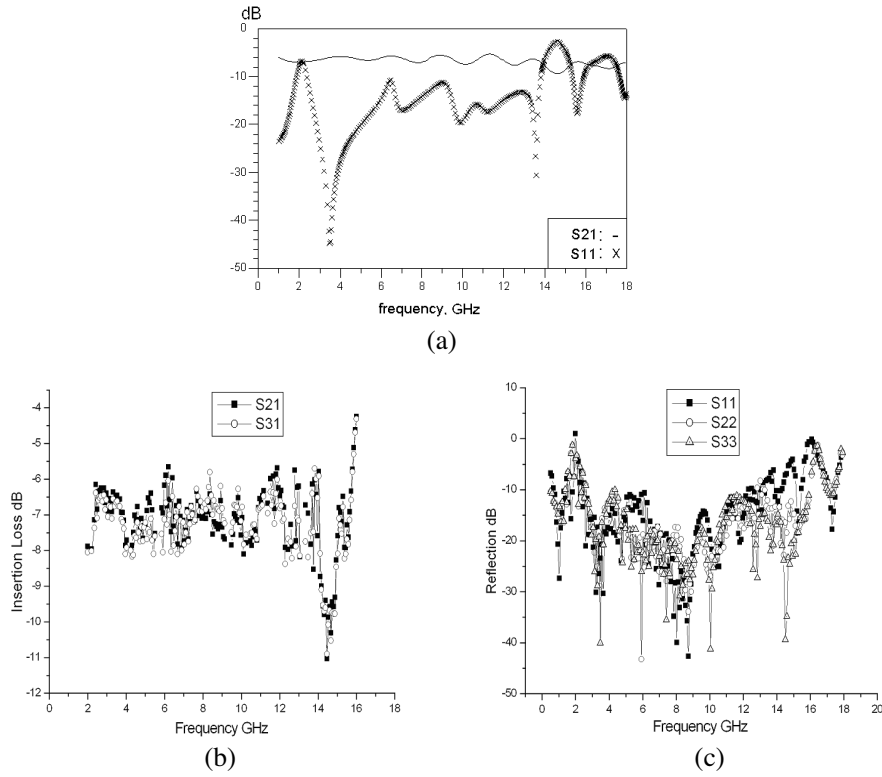 dB
0
-10
-20
-30
-40
-50
S21: -
S11: X
0 2 4 6 8 10 12 14 16 18
frequency, GHz
(a)
-4
-5
-6
-7
-8
-9
-10
-11
-12
S21
S31
Insertion Loss dB
0 2 4 6 8 10 12 14 16 18
Frequency GHz
(b)
10
0
-10
-20
-30
-40
-50
S11
S22
S33
Reflection dB
0 2 4 6 8 10 12 14 16 18 20
Frequency GHz
(c)